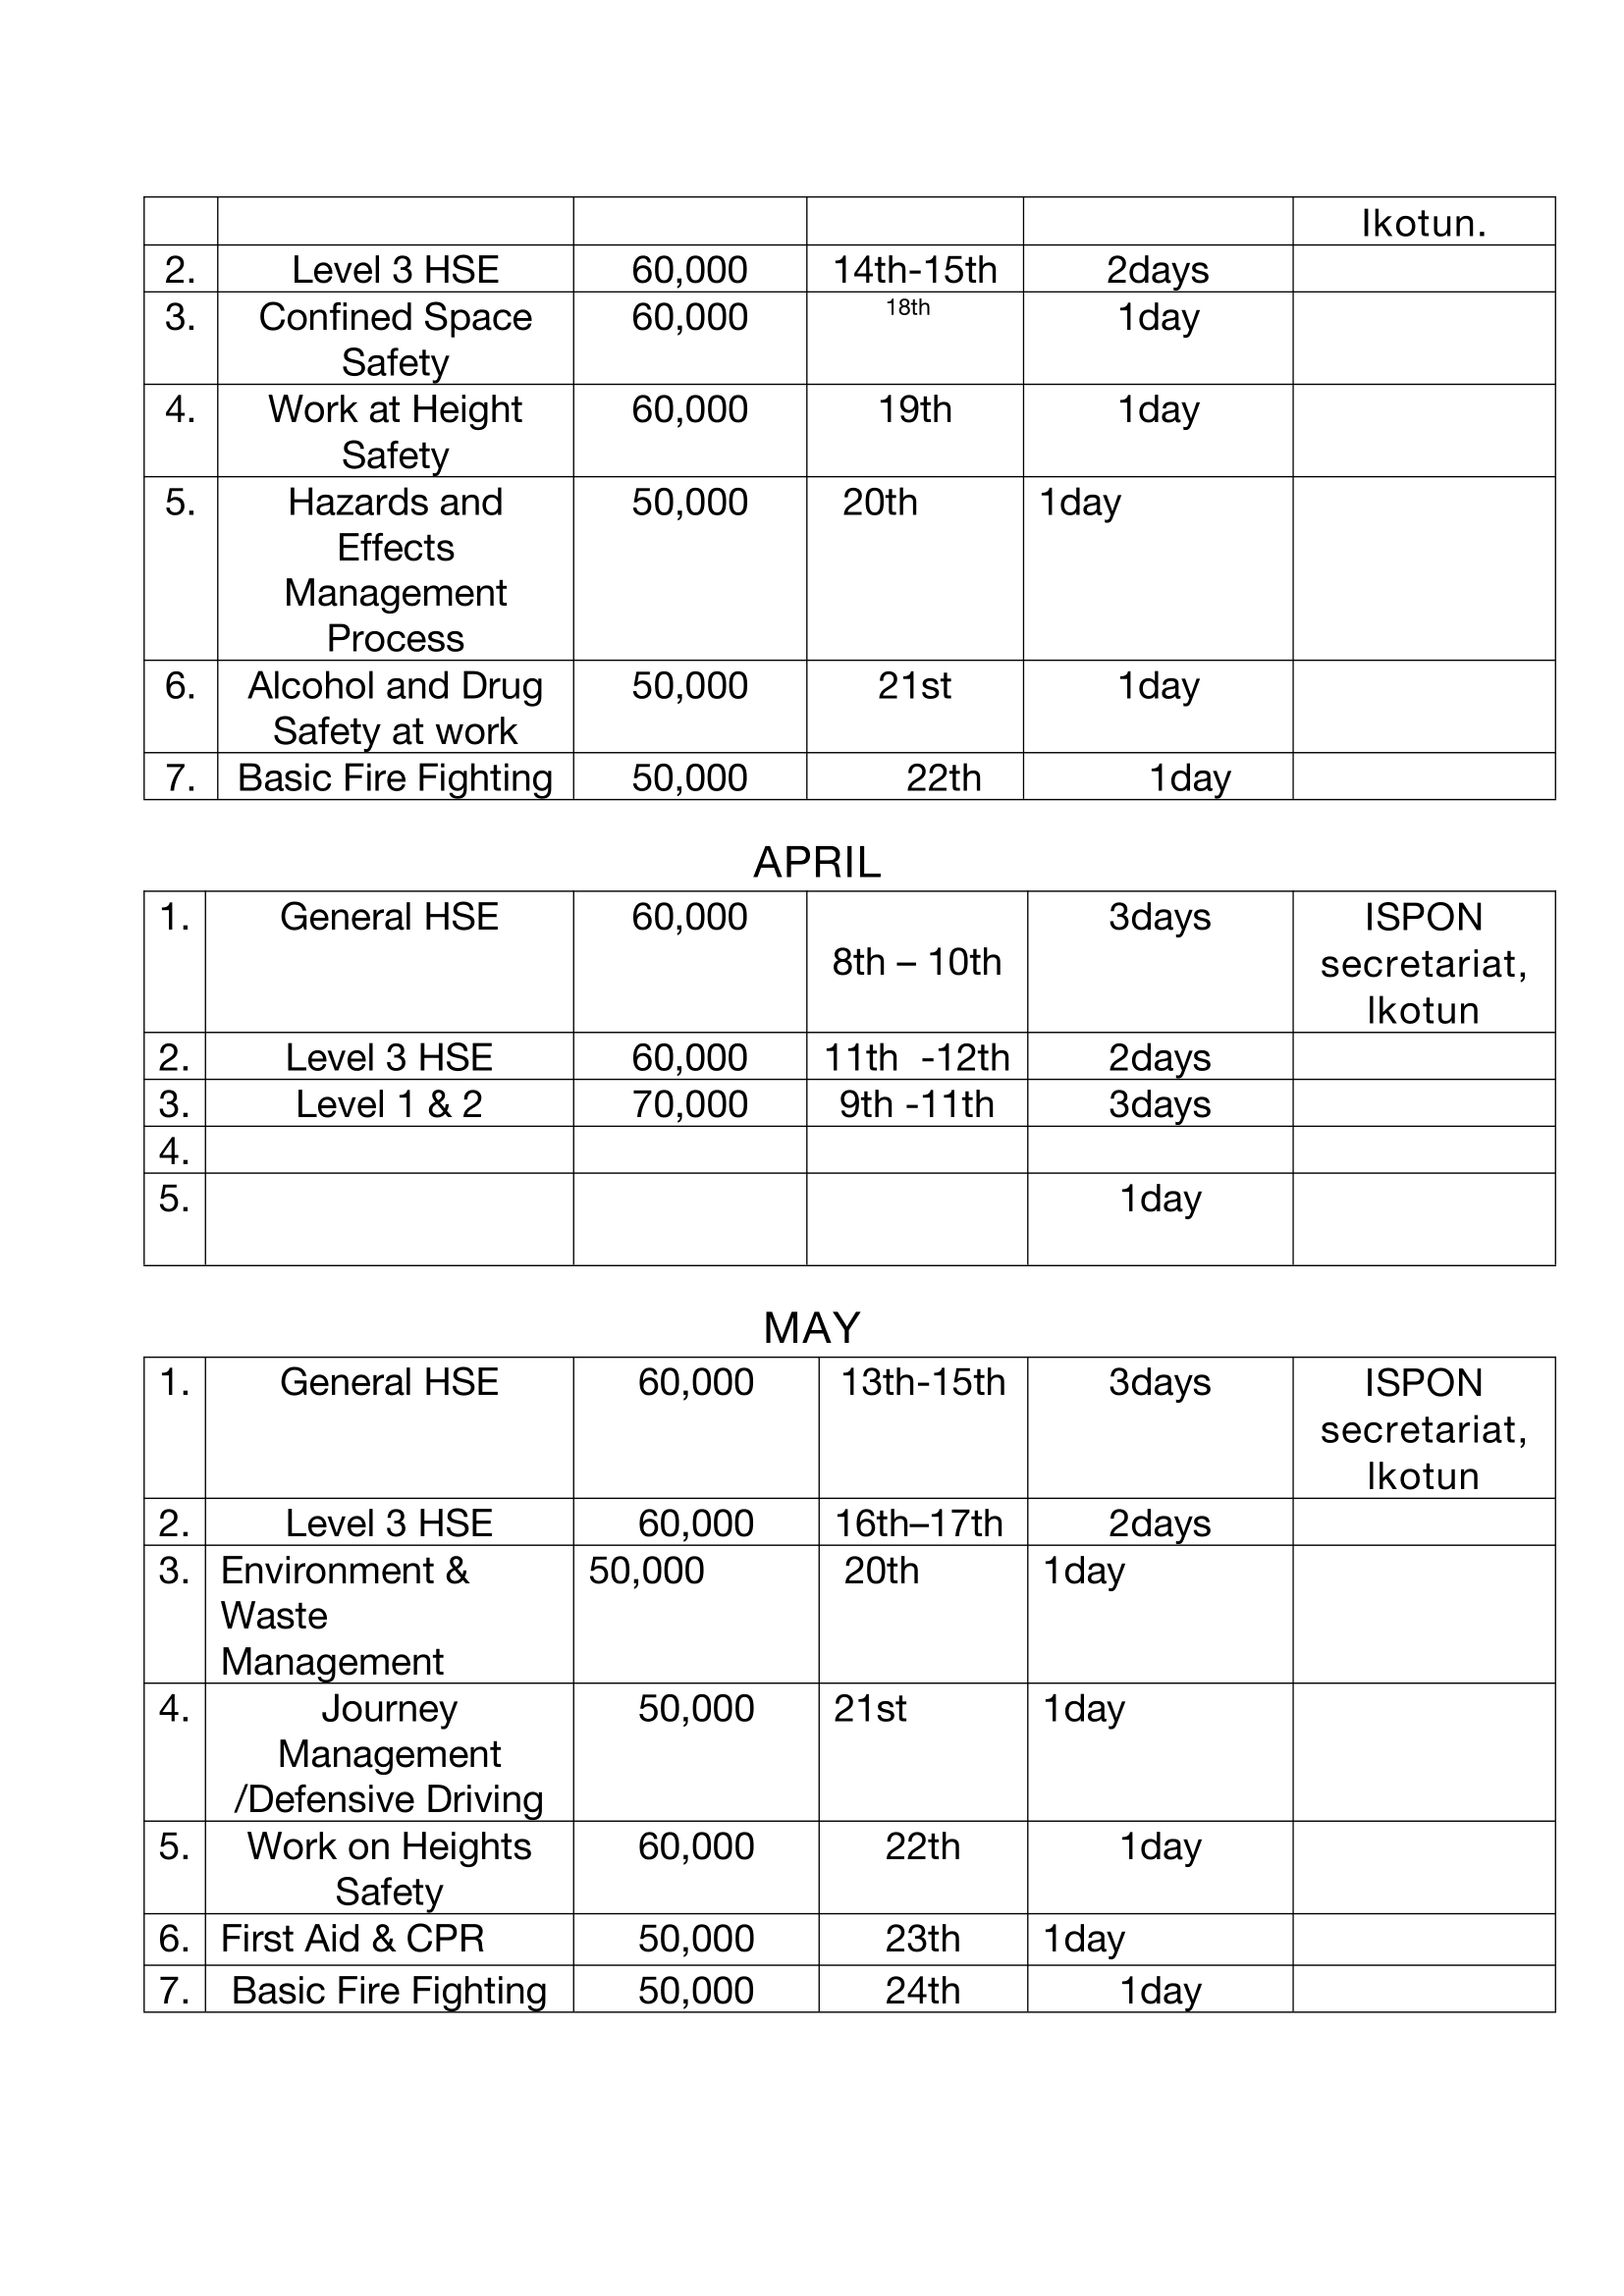 Ikotun.
2. Level 3 HSE 60,000 14th-15th 2days
3. Confined Space 60,000 18th 1day
Safety
4. Work at Height 60,000 19th 1day
Safety
5. Hazards and 50,000 20th 1day
Effects
Management
Process
6. Alcohol and Drug 50,000 21st 1day
Safety at work
7. Basic Fire Fighting 50,000 22th 1day
APRIL
1. General HSE 60,000 3days ISPON
8th – 10th secretariat,
Ikotun
2. Level 3 HSE 60,000 11th -12th 2days
3. Level 1 & 2 70,000 9th -11th 3days
4.
5. 1day
MAY
1. General HSE 60,000 13th-15th 3days ISPON
secretariat,
Ikotun
2. Level 3 HSE 60,000 16th–17th 2days
3. Environment & 50,000 20th 1day
Waste
Management
4. Journey 50,000 21st 1day
Management
/Defensive Driving
5. Work on Heights 60,000 22th 1day
Safety
6. First Aid & CPR 50,000 23th 1day
7. Basic Fire Fighting 50,000 24th 1day